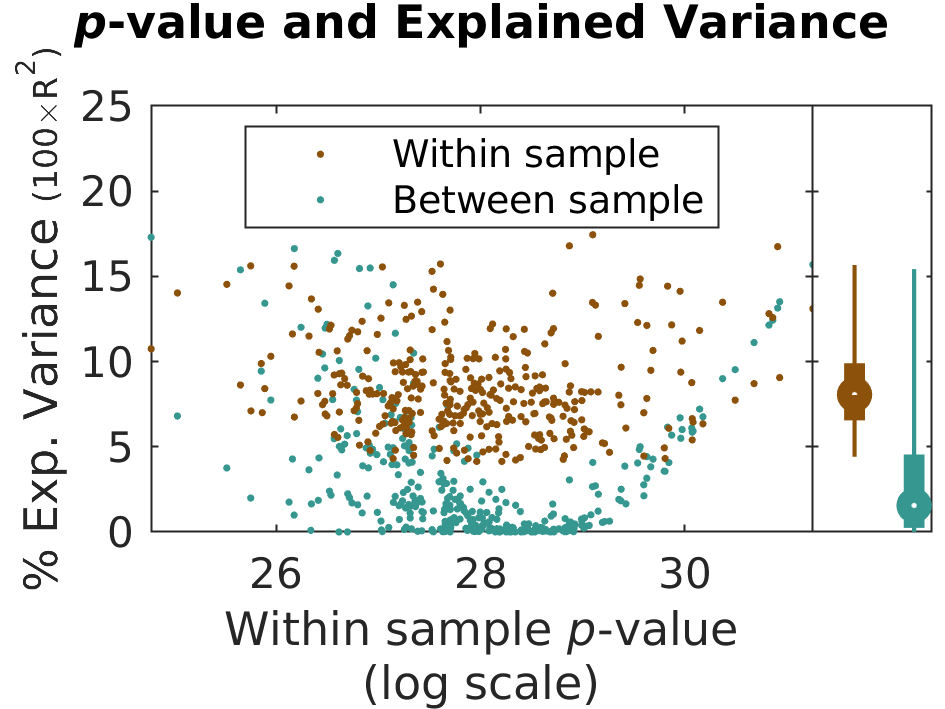 p-value and Explained Variance
% Exp. Variance (100×R²)
25
20
15
10
5
0
Within sample
Between sample
26 28 30
Within sample p-value
(log scale)